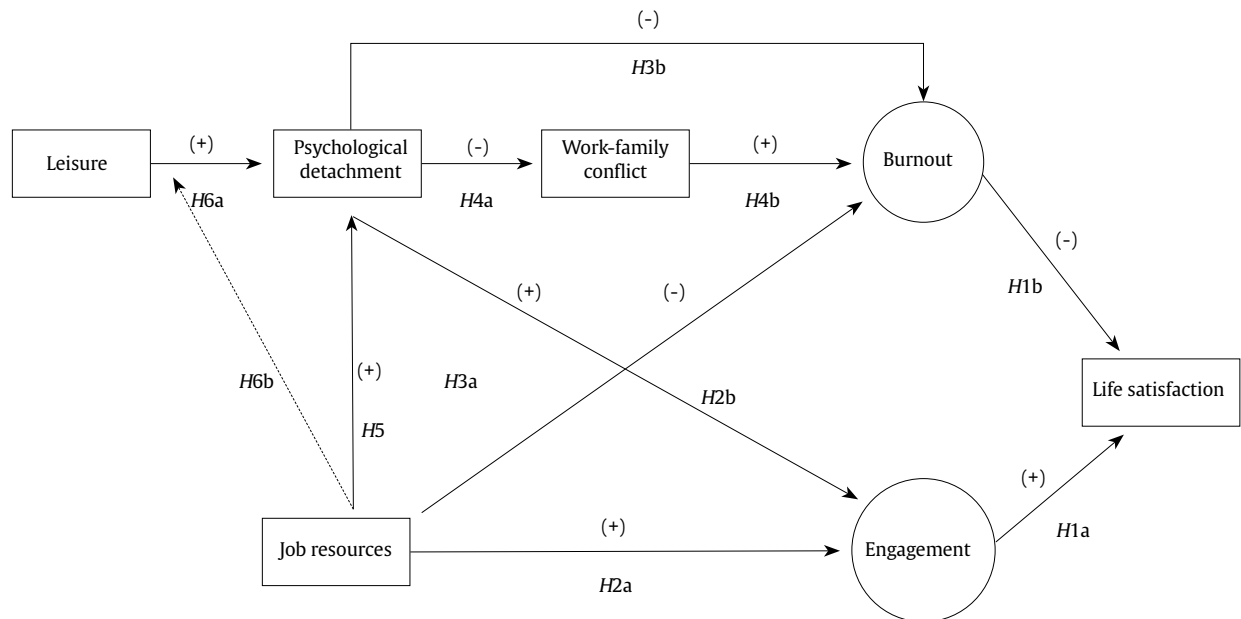 (-)
H3b
Leisure
(+)
H6a
Psychological
detachment
(-)
H4a
Work-family
conflict
(+)
H4b
Burnout
(-)
H1b
(+)
(-)
H6b
(+)
H5
H3a
H2b
Life satisfaction
(+)
H1a
Job resources
(+)
H2a
Engagement